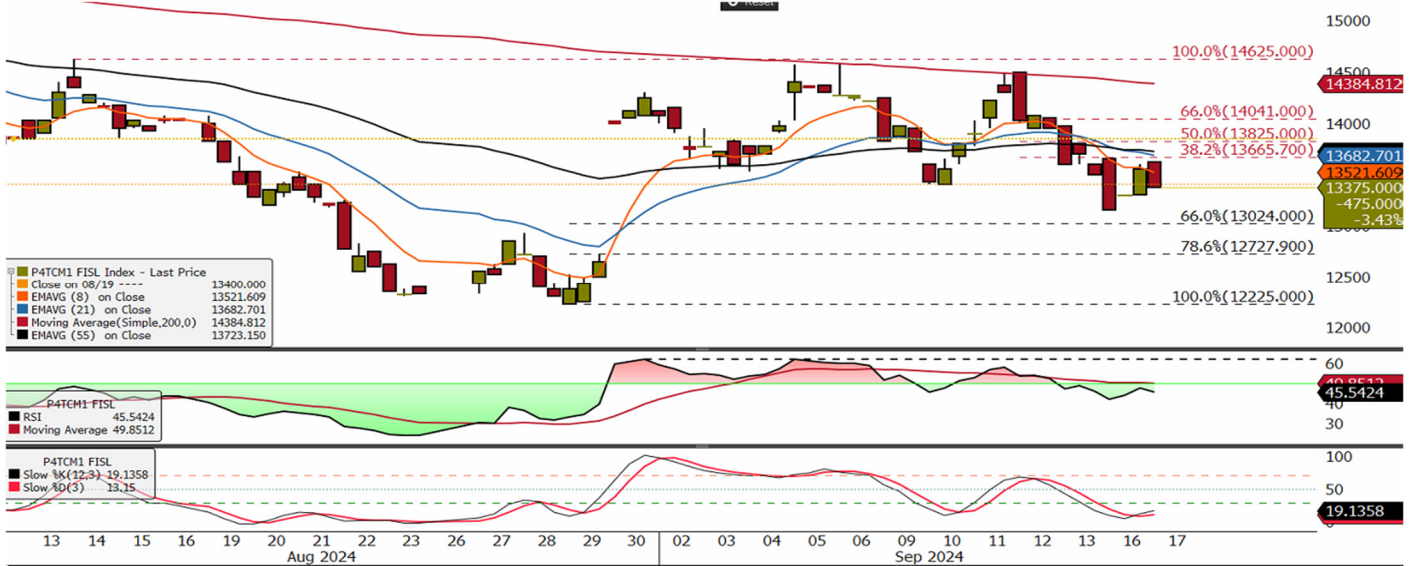 Reset
15000
100.0%(14625.000)
14500
14384.812
66.0%(14041.000)
14000
50.0%(13825.000)
38.2%(13665.700)
13682.701
13521.609
13375.000
-475.000
-3.43%
66.0%(13024.000)
78.6%(12727.900)
12500
100.0%(12225.000)
12000
P4TCM1 FISL Index - Last Price
Close on 08/19 ---- 13400.000
EMAVG (8) on Close 13521.609
EMAVG (21) on Close 13682.701
Moving Average(Simple,200,0) 14384.812
EMAVG (55) on Close 13723.150
60
49.8512
45.5424
40
30
P4TCM1 FISL
RSI 45.5424
Moving Average 49.8512
P4TCM1 FISL
Slow %K(12,3) 19.1358
Slow %D(3) 13.15
100
50
19.1358
0
13 14 15 16 19 20 21 22 23 26 27 28 29 30 02 03 04 05 06 09 10 11 12 13 16 17
Aug 2024 Sep 2024